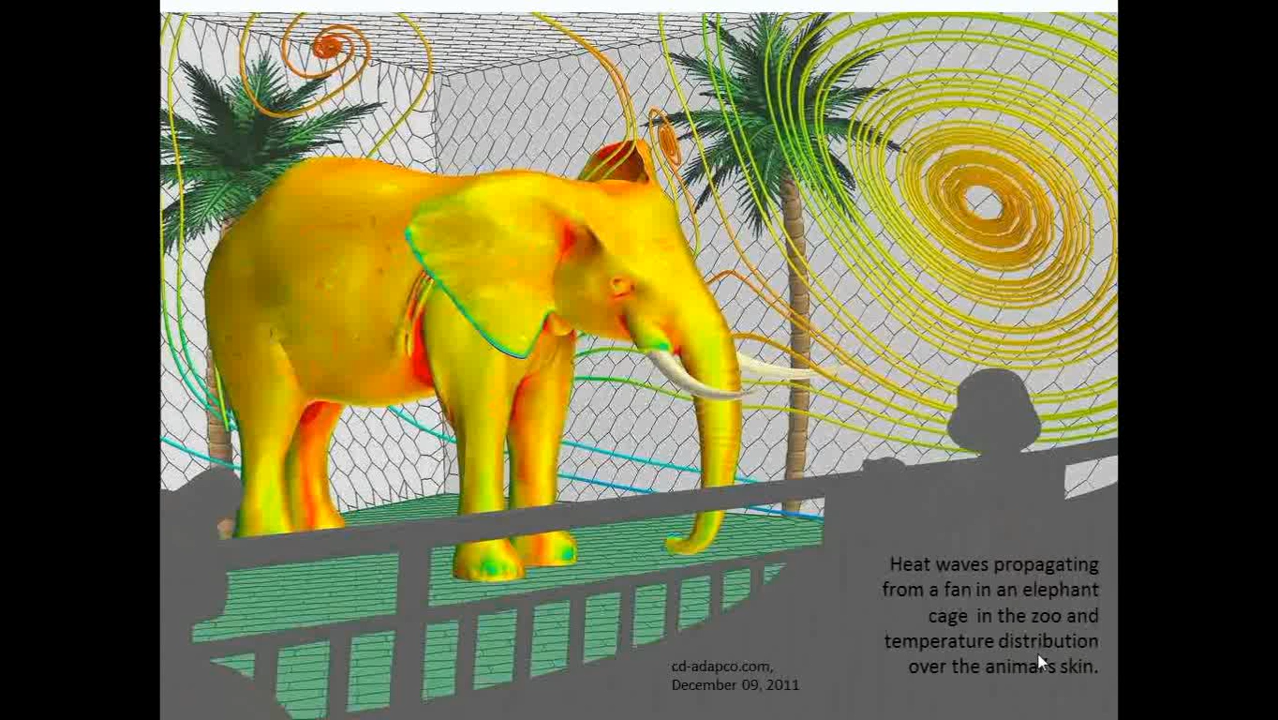 Heat waves propagating
from a fan in an elephant
cage in the zoo and
temperature distribution
over the animal's skin.
cd-adapco.com,
December 09, 2011